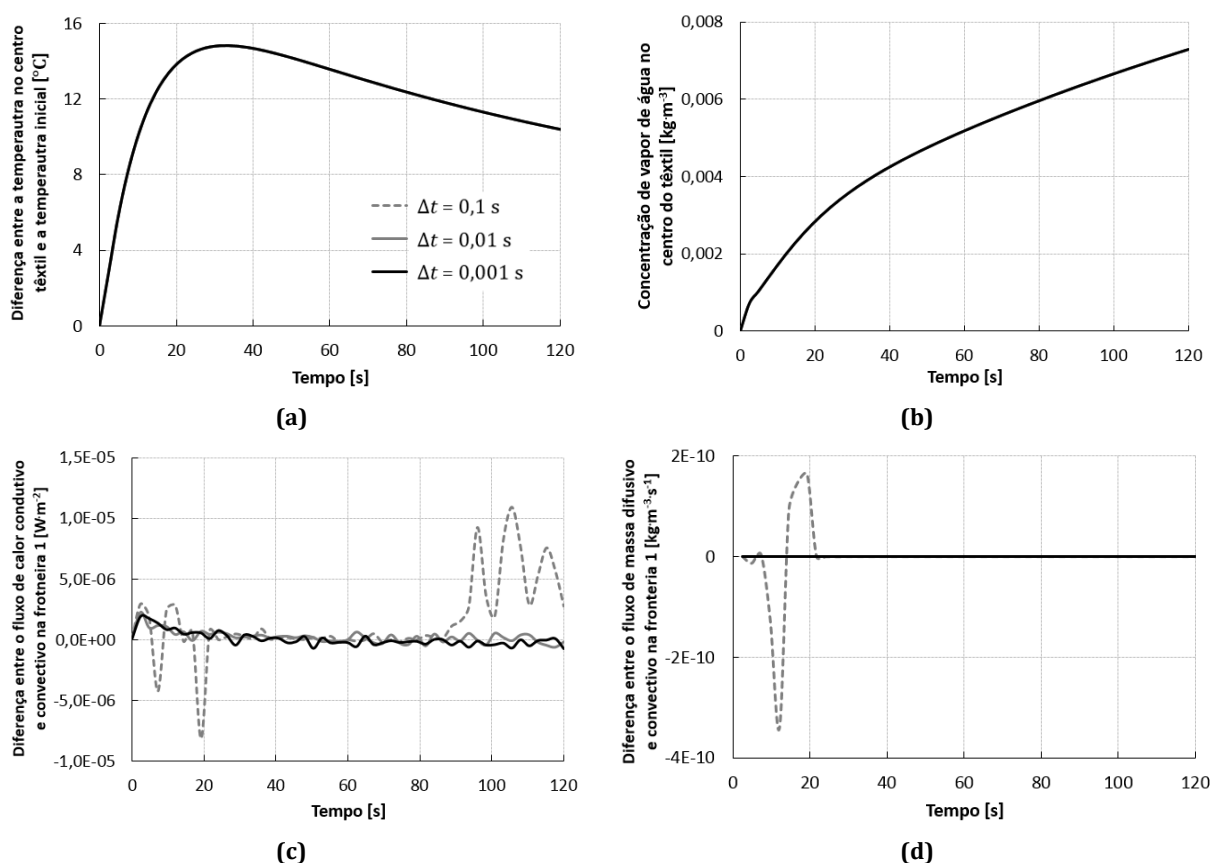 Diferença entre a temperautra no centro
têxtil e a temperautra inicial [°C]
16
12
8
4
0
0 20 40 60 80 100 120
Tempo [s]
Δt = 0,1 s
Δt = 0,01 s
Δt = 0,001 s
(a)
Concentração de vapor de água no
centro do têxtil [kg·m⁻³]
0,008
0,006
0,004
0,002
0
0 20 40 60 80 100 120
Tempo [s]
(b)
Diferença entre o fluxo de calor condutivo
e convectivo na frotneira 1 [W·m⁻²]
1,5E-05
1,0E-05
5,0E-06
0,0E+00
-5,0E-06
-1,0E-05
0 20 40 60 80 100 120
Tempo [s]
(c)
Diferença entre o fluxo de massa difusivo
e convectivo na fronteria 1 [kg·m⁻³·s⁻¹]
2E-10
0
-2E-10
-4E-10
0 20 40 60 80 100 120
Tempo [s]
(d)